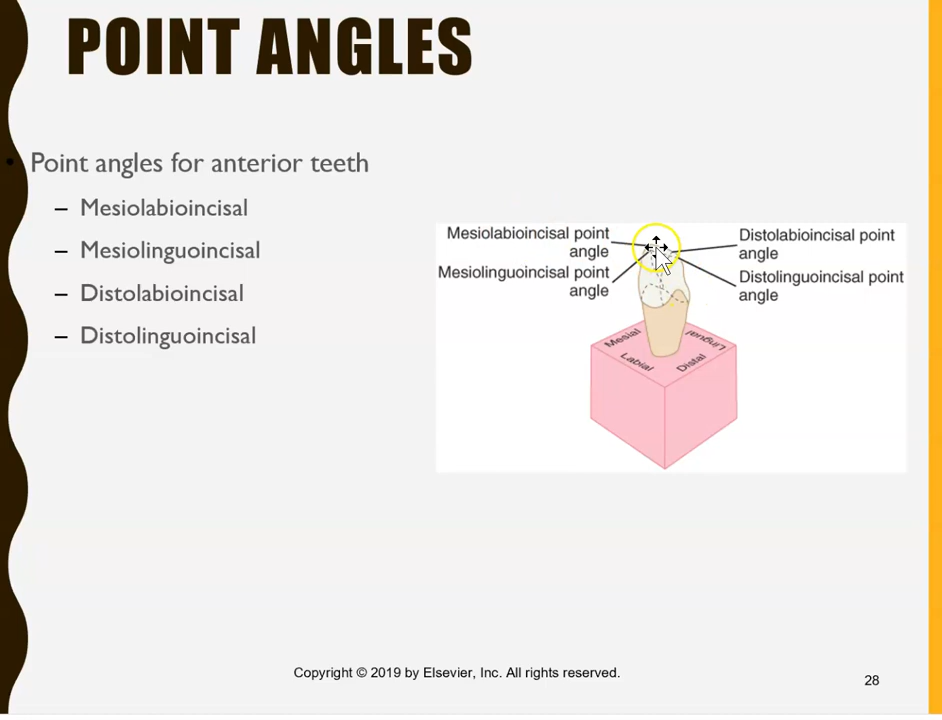 POINT ANGLES
• Point angles for anterior teeth
– Mesiolabioincisal
– Mesiolinguoincisal
– Distolabioincisal
– Distolinguoincisal
Mesiolabioincisal point
angle
Mesiolinguoincisal point
angle
Distolabioincisal point
angle
Distolinguoincisal point
angle
Mesial
Lingual
Labial
Distal
Copyright © 2019 by Elsevier, Inc. All rights reserved.
28